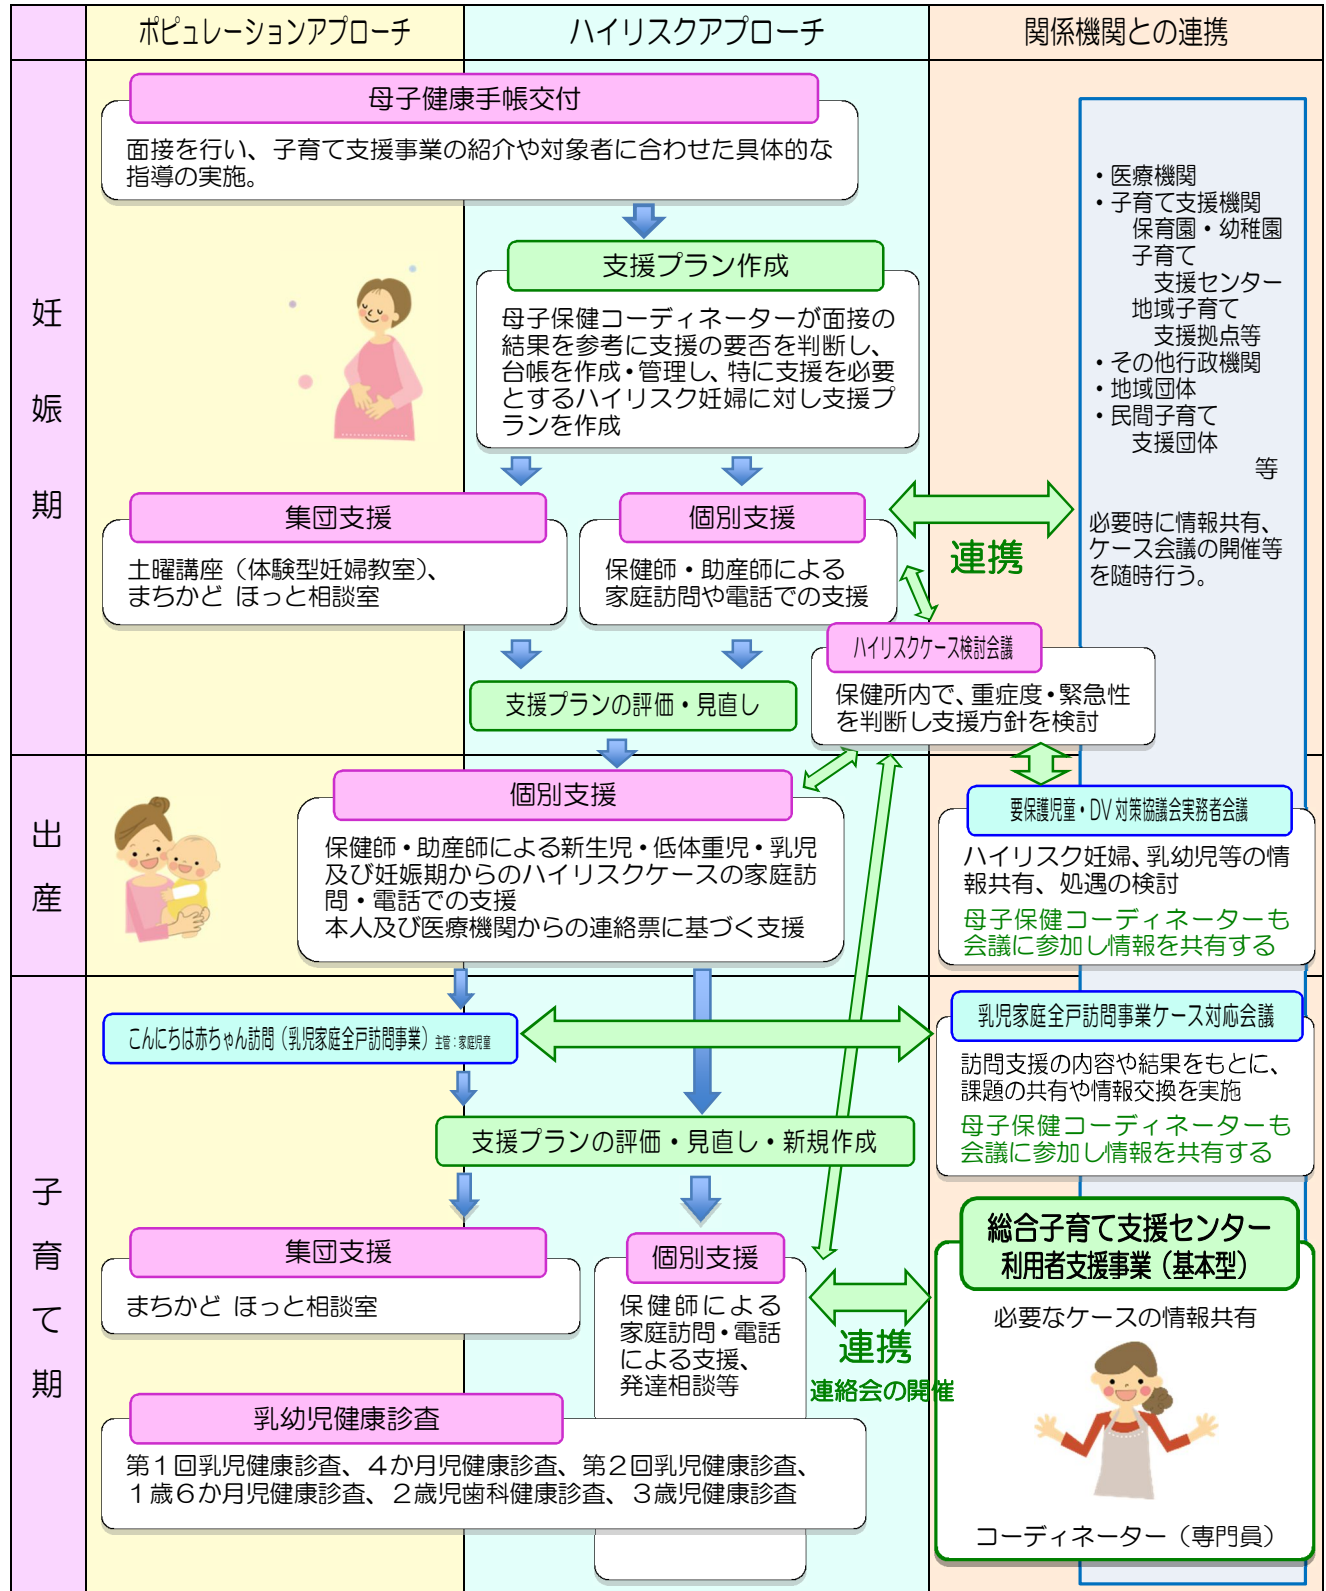 ポピュレーションアプローチ
ハイリスクアプローチ
関係機関との連携
妊娠期
母子健康手帳交付
面接を行い、子育て支援事業の紹介や対象者に合わせた具体的な
指導の実施。
支援プラン作成
母子保健コーディネーターが面接の
結果を参考に支援の要否を判断し、
台帳を作成・管理し、特に支援を必要
とするハイリスク妊婦に対し支援プ
ランを作成
・医療機関
・子育て支援機関
保育園・幼稚園
子育て
支援センター
地域子育て
支援拠点等
・その他行政機関
・地域団体
・民間子育て
支援団体
等
必要時に情報共有、
ケース会議の開催等
を随時行う。
集団支援
土曜講座（体験型妊婦教室）、
まちかど ほっと相談室
個別支援
保健師・助産師による
家庭訪問や電話での支援
連携
ハイリスクケース検討会議
保健所内で、重症度・緊急性
を判断し支援方針を検討
支援プランの評価・見直し
出産
個別支援
保健師・助産師による新生児・低体重児・乳児
及び妊娠期からのハイリスクケースの家庭訪
問・電話での支援
本人及び医療機関からの連絡票に基づく支援
要保護児童・DV対策協議会実務者会議
ハイリスク妊婦、乳幼児等の情
報共有、処遇の検討
母子保健コーディネーターも
会議に参加し情報を共有する
子育て期
こんにちは赤ちゃん訪問（乳児家庭全戸訪問事業）主管：家庭児童
乳児家庭全戸訪問事業ケース対応会議
訪問支援の内容や結果をもとに、
課題の共有や情報交換を実施
母子保健コーディネーターも
会議に参加し情報を共有する
支援プランの評価・見直し・新規作成
集団支援
まちかど ほっと相談室
個別支援
保健師による
家庭訪問・電話
による支援、
発達相談等
連携
連絡会の開催
総合子育て支援センター
利用者支援事業（基本型）
必要なケースの情報共有
コーディネーター（専門員）
乳幼児健康診査
第１回乳児健康診査、４か月児健康診査、第２回乳児健康診査、
１歳６か月児健康診査、２歳児歯科健康診査、３歳児健康診査